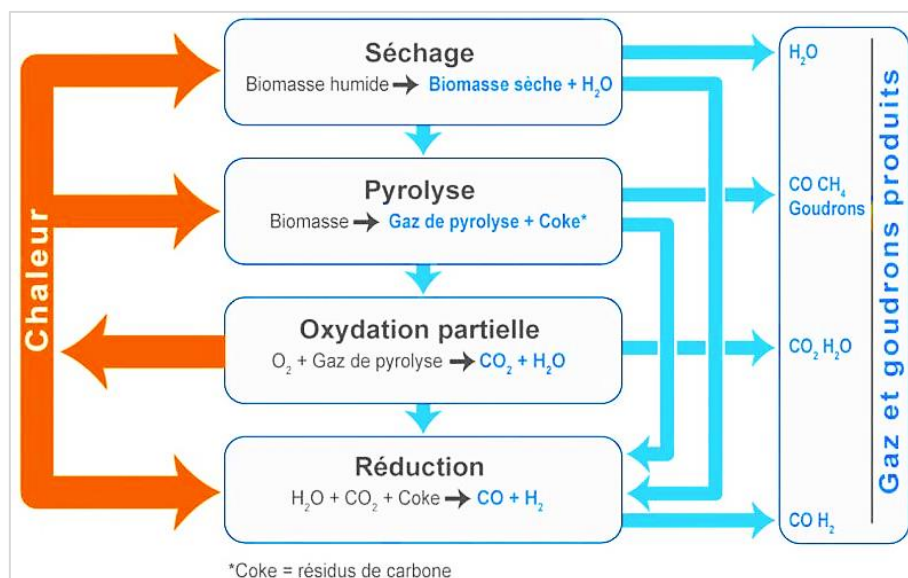 Séchage
Biomasse humide → Biomasse sèche + H₂O
H₂O
Pyrolyse
Biomasse → Gaz de pyrolyse + Coke*
CO CH₄
Goudrons
Oxydation partielle
O₂ + Gaz de pyrolyse → CO₂ + H₂O
CO₂ H₂O
Réduction
H₂O + CO₂ + Coke → CO + H₂
CO H₂
Chaleur
Gaz et goudrons produits
*Coke = résidus de carbone